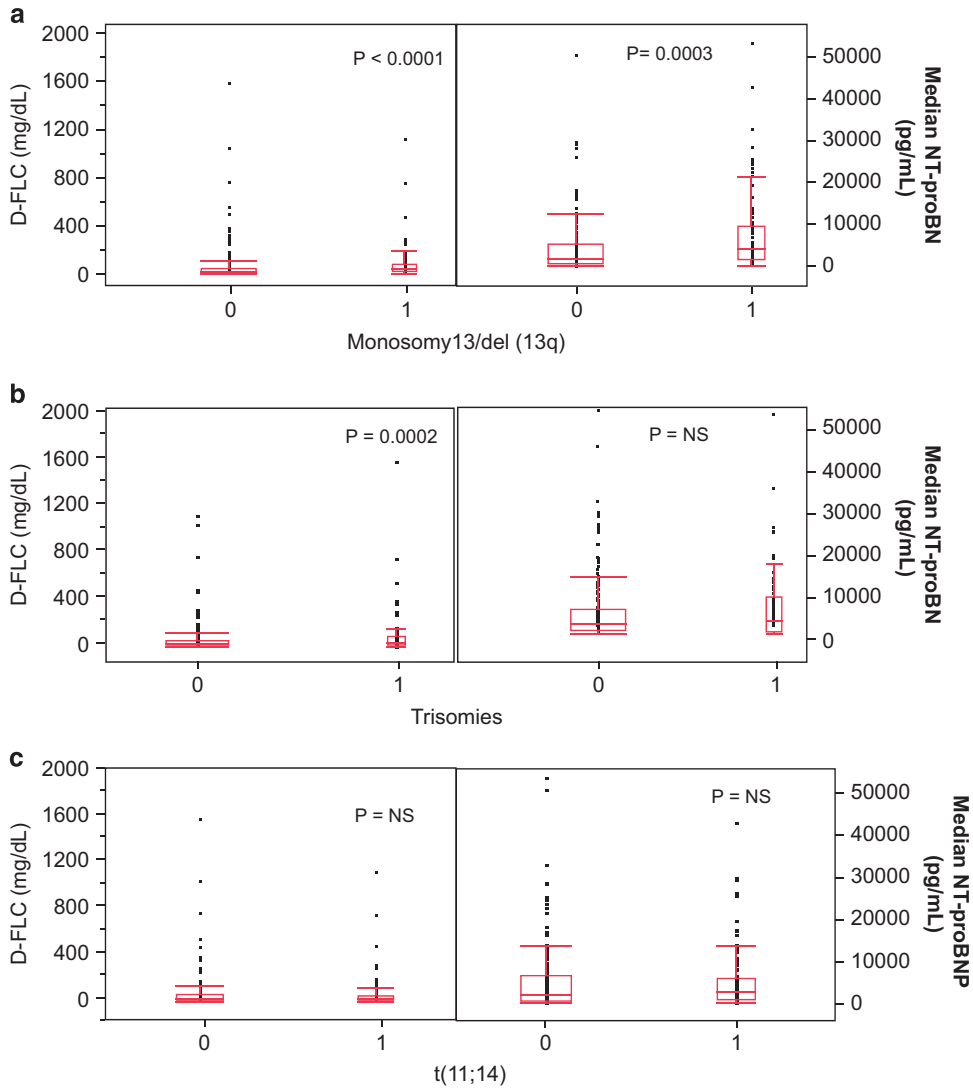 a
2000
1600
1200
800
400
0
D-FLC (mg/dL)
P < 0.0001
P= 0.0003
50000
40000
30000
20000
10000
0
Median NT-proBN
(pg/mL)
0
1
0
1
Monosomy13/del (13q)
b
2000
1600
1200
800
400
0
D-FLC (mg/dL)
P = 0.0002
P = NS
50000
40000
30000
20000
10000
0
Median NT-proBN
(pg/mL)
0
1
0
1
Trisomies
c
2000
1600
1200
800
400
0
D-FLC (mg/dL)
P = NS
P = NS
50000
40000
30000
20000
10000
0
Median NT-proBNP
(pg/mL)
0
1
0
1
t(11;14)